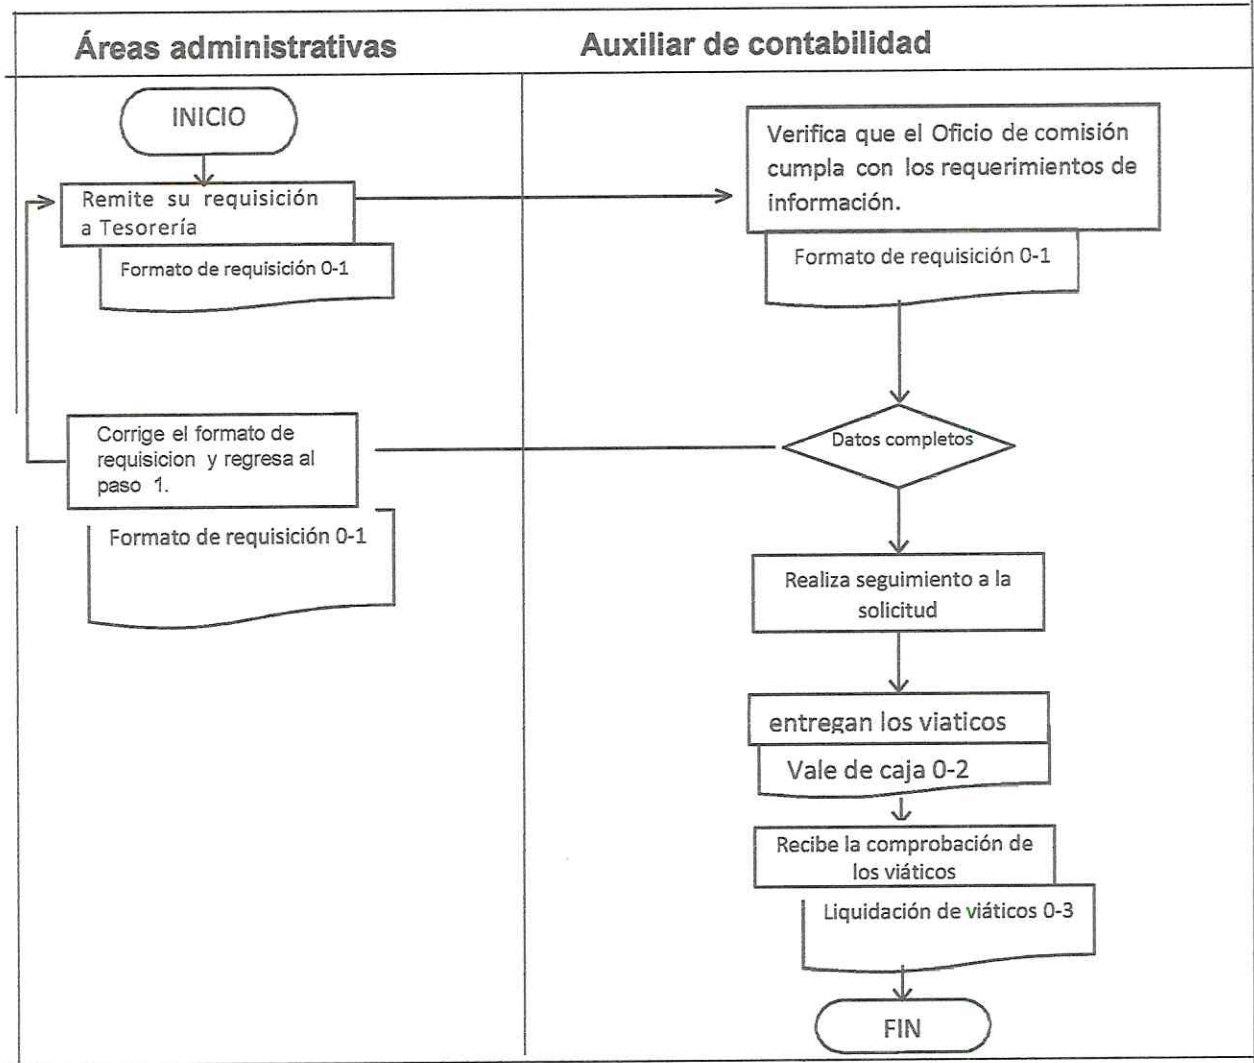 Áreas administrativas
Auxiliar de contabilidad
INICIO
Remite su requisición
a Tesorería
Formato de requisición 0-1
Verifica que el Oficio de comisión
cumpla con los requerimientos de
información.
Formato de requisición 0-1
Datos completos
Corrige el formato de
requisicion y regresa al
paso 1.
Formato de requisición 0-1
Realiza seguimiento a la
solicitud
entregan los viaticos
Vale de caja 0-2
Recibe la comprobación de
los viáticos
Liquidación de viáticos 0-3
FIN